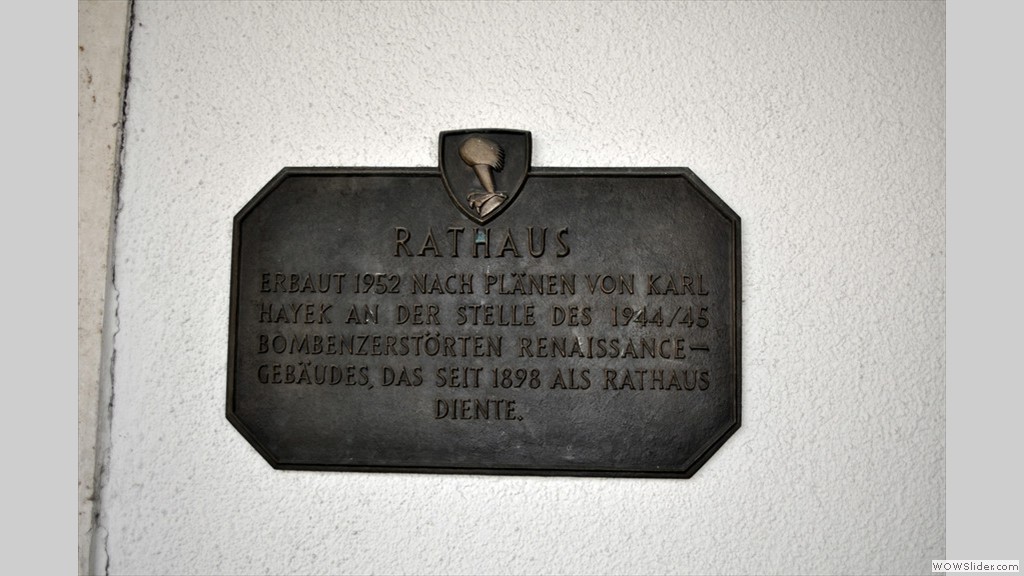 RATHAUS
ERBAUT 1952 NACH PLÄNEN VON KARL
HAYEK AN DER STELLE DES 1944/45
BOMBENZERSTÖRTEN RENAISSANCE—
GEBÄUDES, DAS SEIT 1898 ALS RATHAUS
DIENTE.
WOWSlider.com